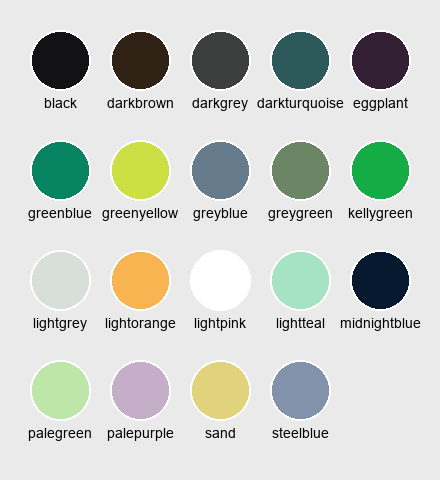 black darkbrown darkgrey darkturquoise eggplant
greenblue greenyellow greyblue greygreen kellygreen
lightgrey lightorange lightpink lightteal midnightblue
palegreen palepurple sand steelblue